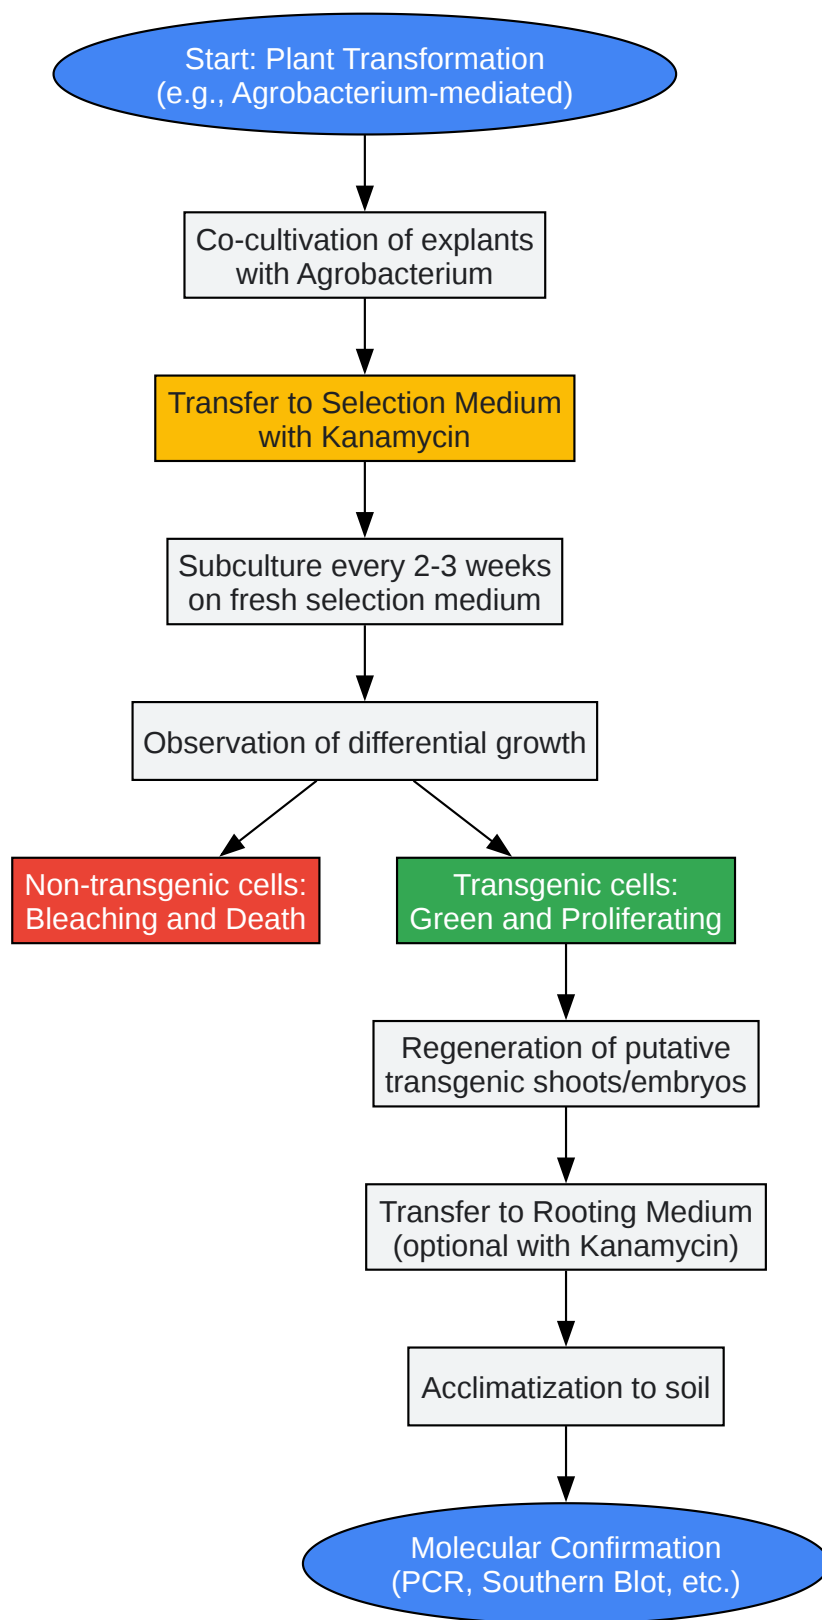 Start: Plant Transformation
(e.g., Agrobacterium-mediated)
Co-cultivation of explants
with Agrobacterium
Transfer to Selection Medium
with Kanamycin
Subculture every 2-3 weeks
on fresh selection medium
Observation of differential growth
Non-transgenic cells:
Bleaching and Death
Transgenic cells:
Green and Proliferating
Regeneration of putative
transgenic shoots/embryos
Transfer to Rooting Medium
(optional with Kanamycin)
Acclimatization to soil
Molecular Confirmation
(PCR, Southern Blot, etc.)